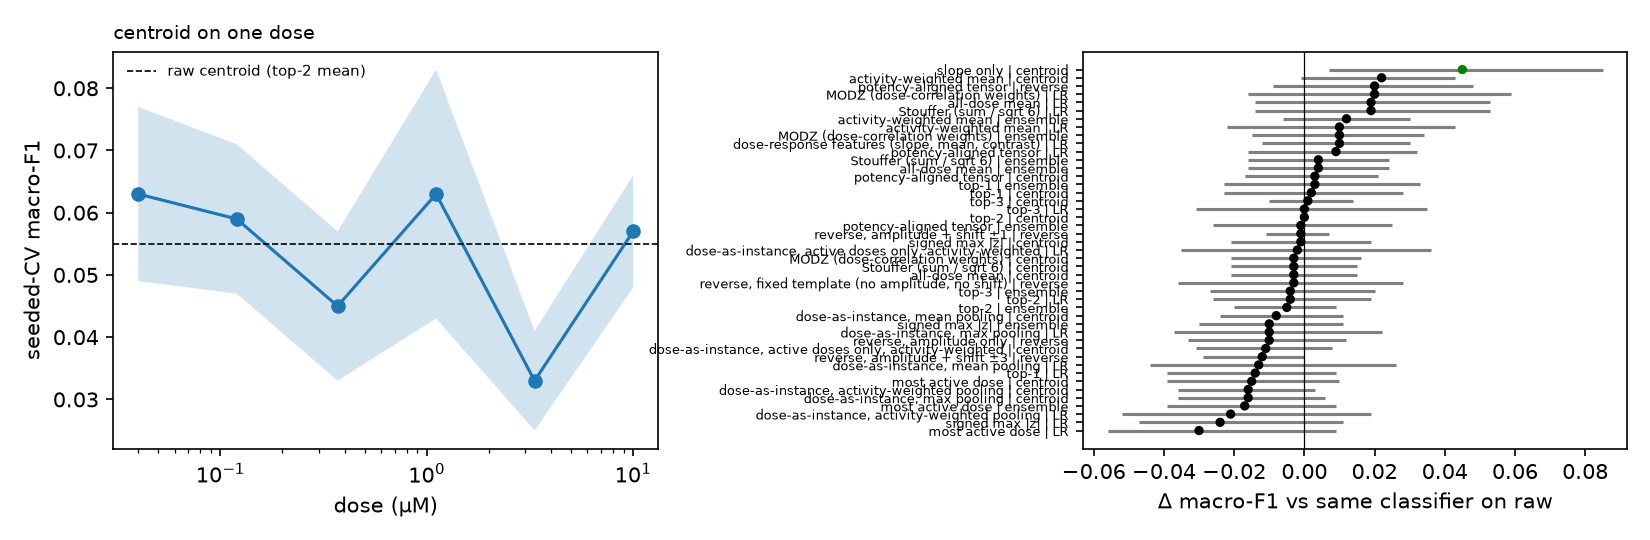 centroid on one dose
raw centroid (top-2 mean)
seeded-CV macro-F1
0.08
0.07
0.06
0.05
0.04
0.03
10⁻¹
10⁰
10¹
dose (µM)
slope only | centroid
activity-weighted mean | centroid
potency-aligned tensor | reverse
MODZ (dose-correlation weights) | LR
all-dose mean | LR
Stouffer (sum / sqrt 6) | LR
activity-weighted mean | ensemble
activity-weighted mean | LR
MODZ (dose-correlation weights) | ensemble
dose-response features (slope, mean, contrast) | LR
potency-aligned tensor | LR
Stouffer (sum / sqrt 6) | ensemble
all-dose mean | ensemble
potency-aligned tensor | centroid
top-1 | ensemble
top-1 | centroid
top-3 | centroid
top-3 | LR
top-2 | centroid
potency-aligned tensor | ensemble
reverse, amplitude + shift ±1 | reverse
signed max |z| | centroid
dose-as-instance, active doses only, activity-weighted | LR
MODZ (dose-correlation weights) | centroid
Stouffer (sum / sqrt 6) | centroid
all-dose mean | centroid
reverse, fixed template (no amplitude, no shift) | reverse
top-3 | ensemble
top-2 | LR
top-2 | ensemble
dose-as-instance, mean pooling | centroid
signed max |z| | ensemble
dose-as-instance, max pooling | LR
reverse, amplitude only | reverse
dose-as-instance, active doses only, activity-weighted | centroid
reverse, amplitude + shift ±3 | reverse
dose-as-instance, mean pooling | LR
top-1 | LR
most active dose | centroid
dose-as-instance, activity-weighted pooling | centroid
dose-as-instance, max pooling | centroid
most active dose | ensemble
dose-as-instance, activity-weighted pooling | LR
signed max |z| | LR
most active dose | LR
−0.06 −0.04 −0.02 0.00 0.02 0.04 0.06 0.08
Δ macro-F1 vs same classifier on raw